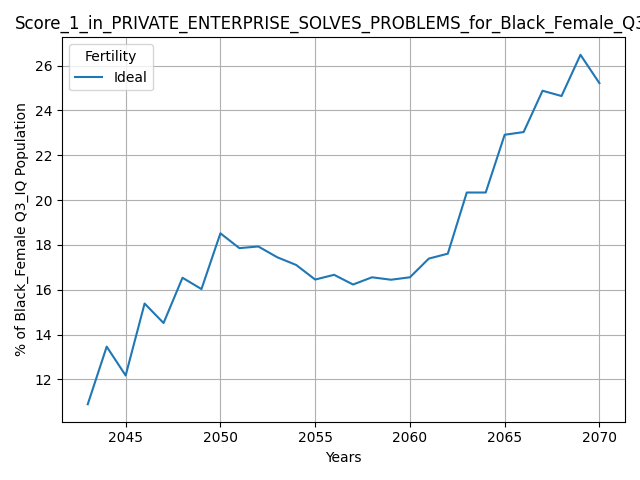 Score_1_in_PRIVATE_ENTERPRISE_SOLVES_PROBLEMS_for_Black_Female_Q3
Fertility
Ideal
% of Black_Female Q3_IQ Population
26
24
22
20
18
16
14
12
2045 2050 2055 2060 2065 2070
Years